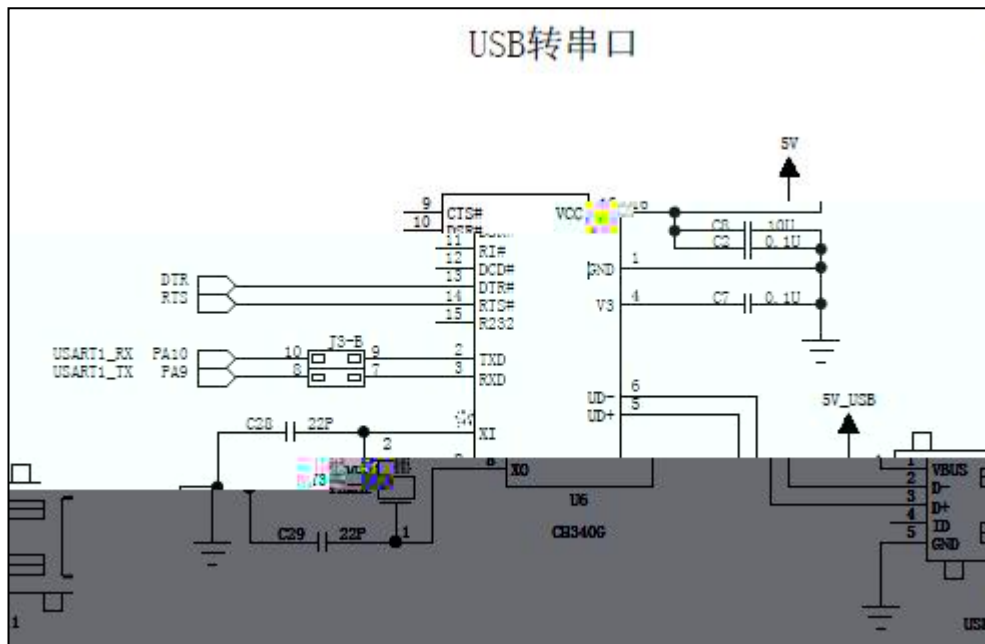 USB转串口
5V
9 CTS# VCC
10 DSR#
C8 10U
11 RI# C2 0.1U
12 DCD# GND 1
DTR 13 DTR#
RTS 14 RTS# V3 4 C7 0.1U
15 R232
J3-B
USART1_RX PA10 10 9 2 TXD
USART1_TX PA9 8 7 3 RXD
UD- 6
UD+ 5
5V_USB
C28 22P XI
2
8 XO 1 VBUS
2 D-
U6 3 D+
4 ID
C29 22P 1 CH340G 5 GND
1